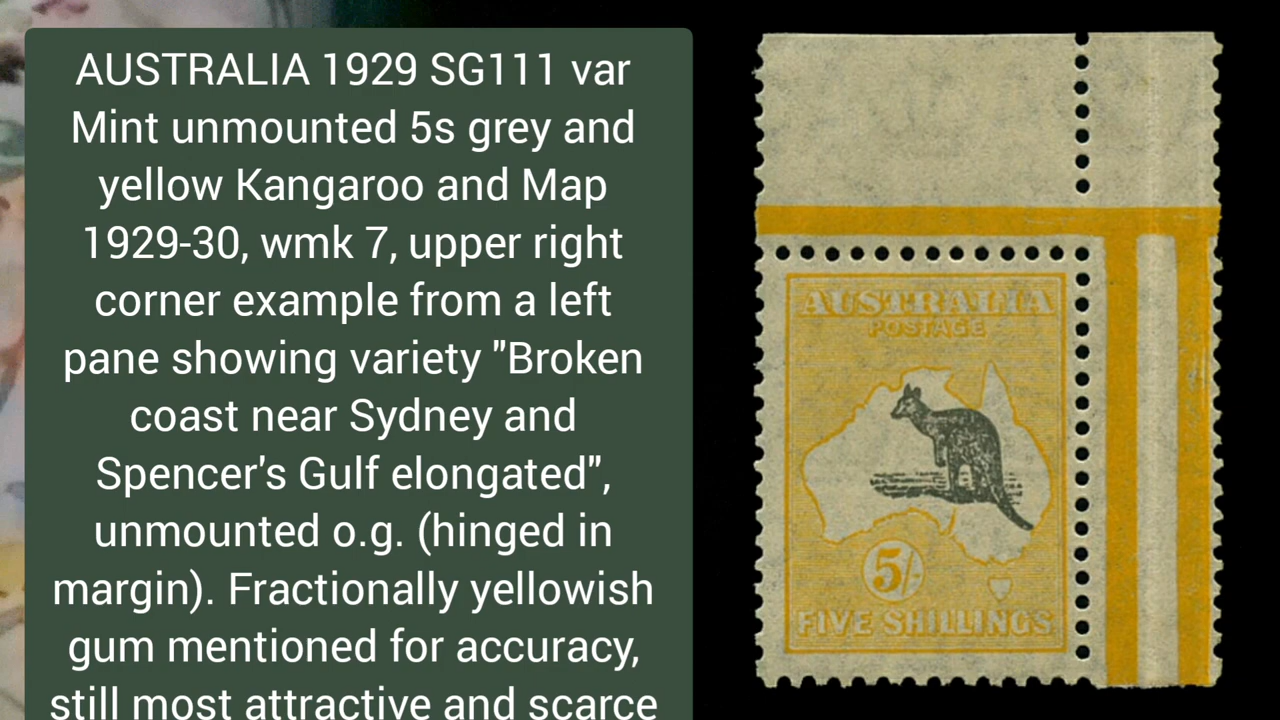 AUSTRALIA 1929 SG111 var
Mint unmounted 5s grey and
yellow Kangaroo and Map
1929-30, wmk 7, upper right
corner example from a left
pane showing variety "Broken
coast near Sydney and
Spencer's Gulf elongated",
unmounted o.g. (hinged in
margin). Fractionally yellowish
gum mentioned for accuracy,
still most attractive and scarce
AUSTRALIA
POSTAGE
5/-
FIVE SHILLINGS